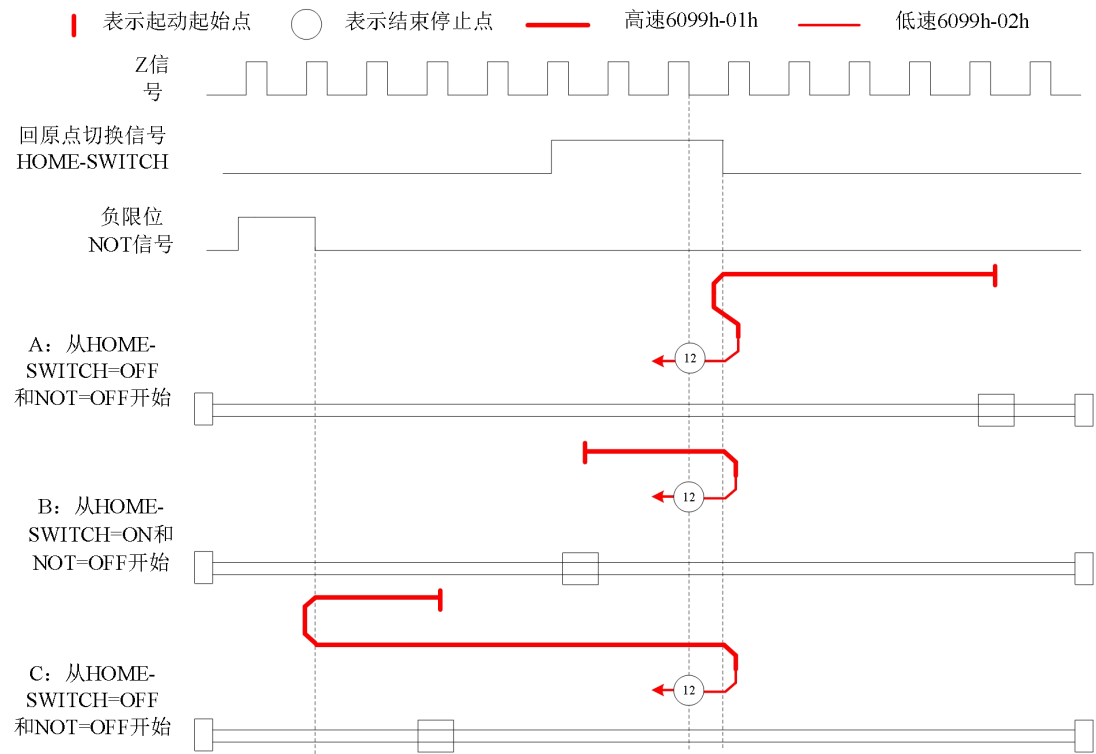 表示起动起始点 表示结束停止点 高速6099h-01h 低速6099h-02h
Z信
号
回原点切换信号
HOME-SWITCH
负限位
NOT信号
12
A：从HOME-
SWITCH=OFF
和NOT=OFF开始
12
B：从HOME-
SWITCH=ON和
NOT=OFF开始
12
C：从HOME-
SWITCH=OFF
和NOT=OFF开始